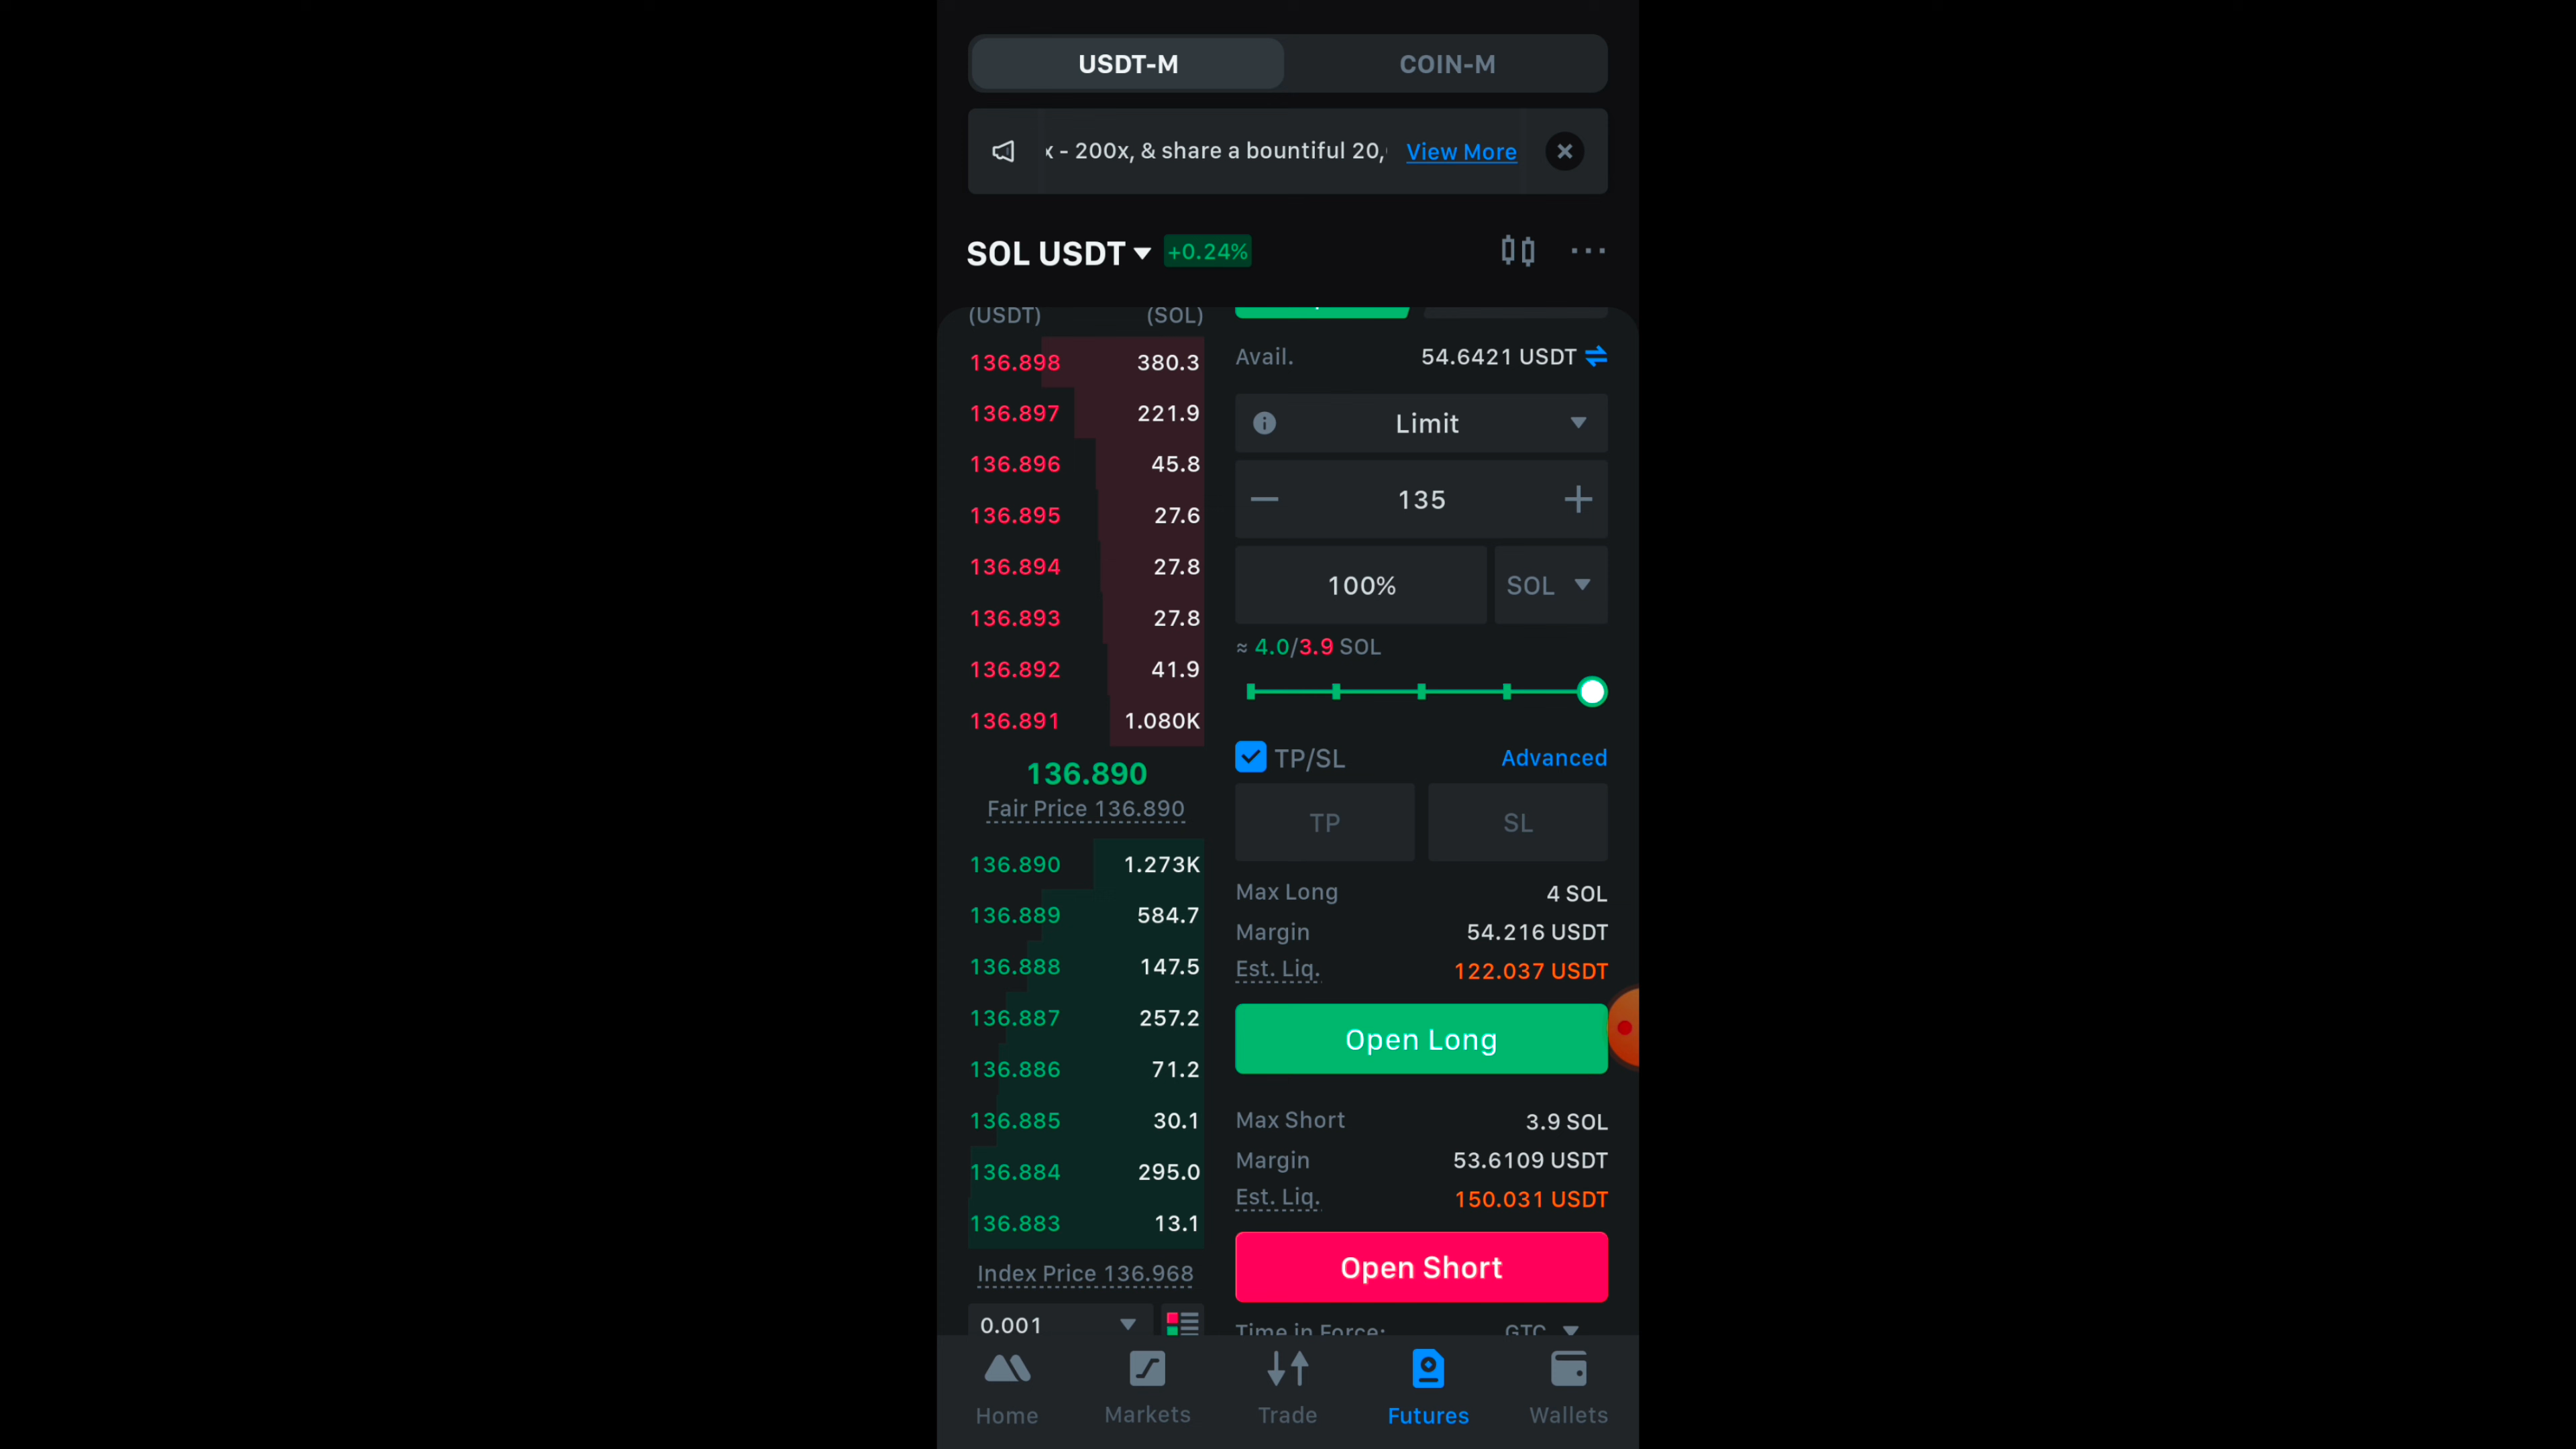 USDT-M COIN-M
x - 200x, & share a bountiful 20, View More
SOL USDT +0.24%
(USDT) (SOL)
136.898 380.3
136.897 221.9
136.896 45.8
136.895 27.6
136.894 27.8
136.893 27.8
136.892 41.9
136.891 1.080K
136.890
Fair Price 136.890
136.890 1.273K
136.889 584.7
136.888 147.5
136.887 257.2
136.886 71.2
136.885 30.1
136.884 295.0
136.883 13.1
Index Price 136.968
0.001
Avail. 54.6421 USDT
Limit
135
100% SOL
≈ 4.0/3.9 SOL
TP/SL Advanced
TP SL
Max Long 4 SOL
Margin 54.216 USDT
Est. Liq. 122.037 USDT
Open Long
Max Short 3.9 SOL
Margin 53.6109 USDT
Est. Liq. 150.031 USDT
Open Short
Time in Force: GTC
Home Markets Trade Futures Wallets